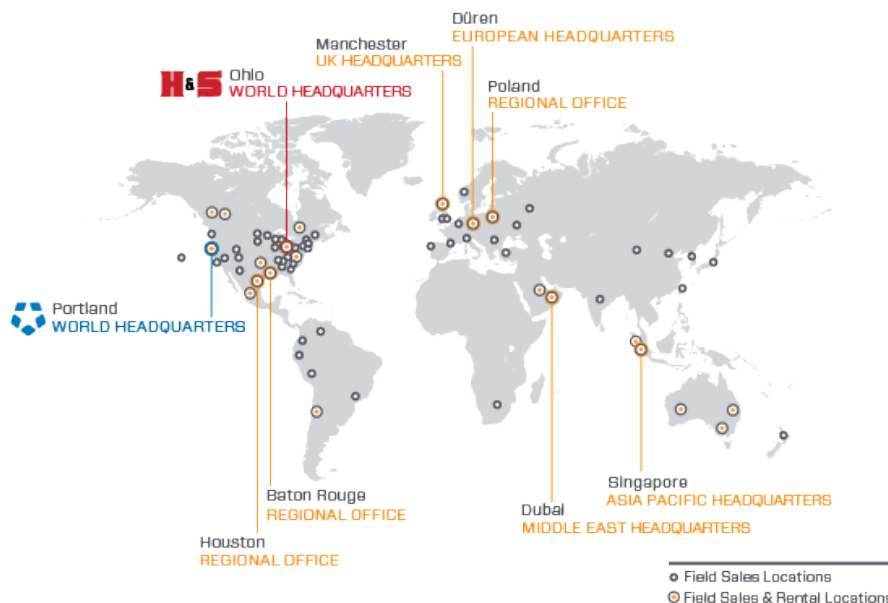 Düren
EUROPEAN HEADQUARTERS
Manchester
UK HEADQUARTERS
H&S Ohio
WORLD HEADQUARTERS
Poland
REGIONAL OFFICE
Portland
WORLD HEADQUARTERS
Baton Rouge
REGIONAL OFFICE
Houston
REGIONAL OFFICE
Singapore
ASIA PACIFIC HEADQUARTERS
Dubai
MIDDLE EAST HEADQUARTERS
Field Sales Locations
Field Sales & Rental Locations